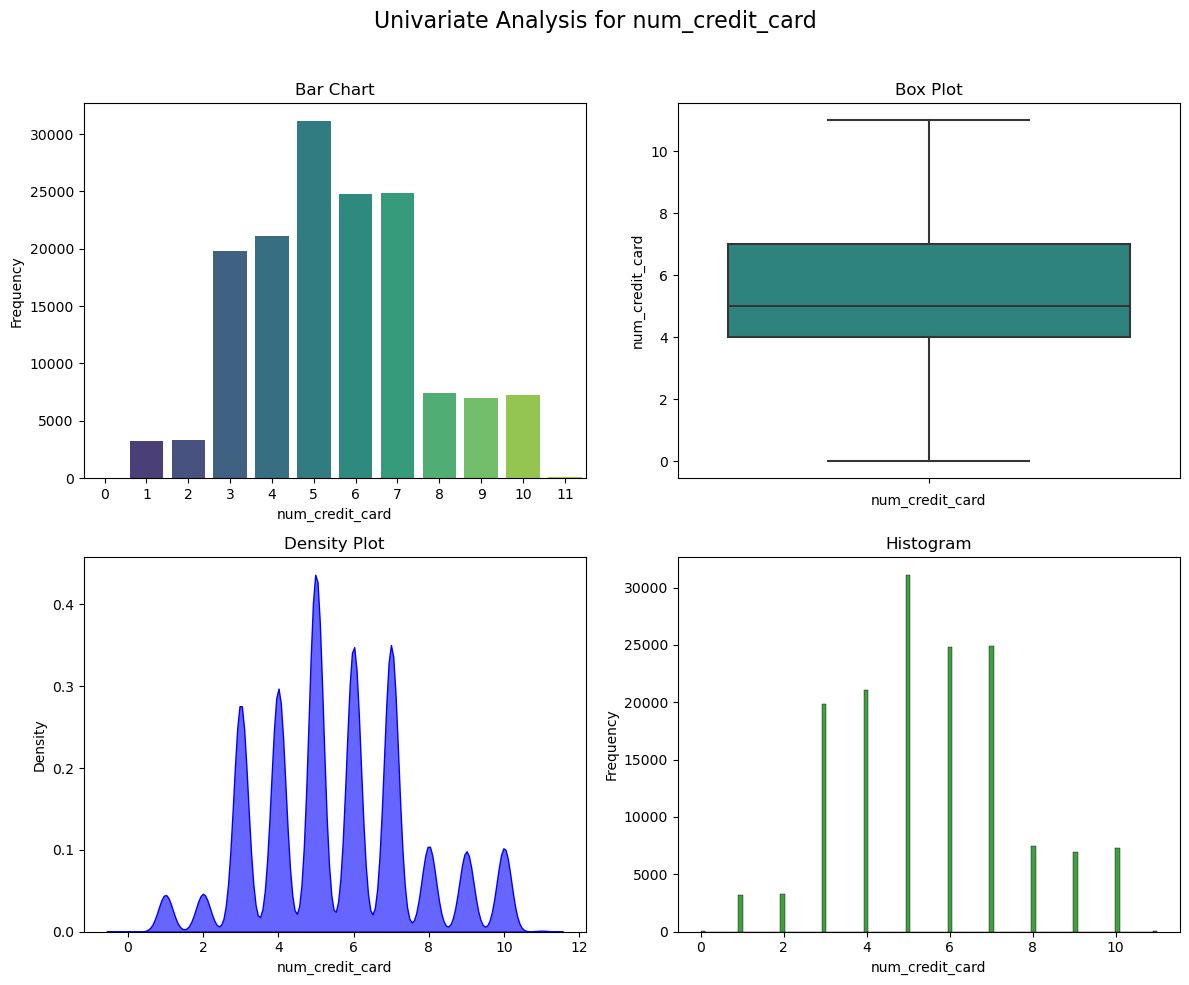 Univariate Analysis for num_credit_card
Bar Chart
30000
25000
20000
15000
10000
5000
0
Frequency
0 1 2 3 4 5 6 7 8 9 10 11
num_credit_card
Box Plot
10
8
6
4
2
0
num_credit_card
num_credit_card
Density Plot
0.4
0.3
0.2
0.1
0.0
Density
0 2 4 6 8 10 12
num_credit_card
Histogram
30000
25000
20000
15000
10000
5000
0
Frequency
0 2 4 6 8 10
num_credit_card